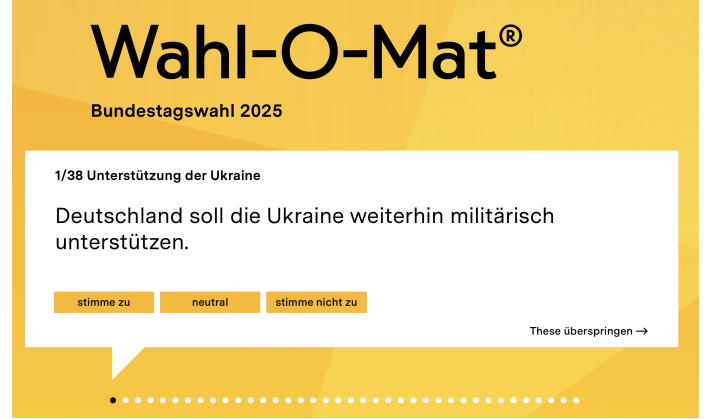 Wahl-O-Mat®
Bundestagswahl 2025
1/38 Unterstützung der Ukraine
Deutschland soll die Ukraine weiterhin militärisch
unterstützen.
stimme zu
neutral
stimme nicht zu
These überspringen →